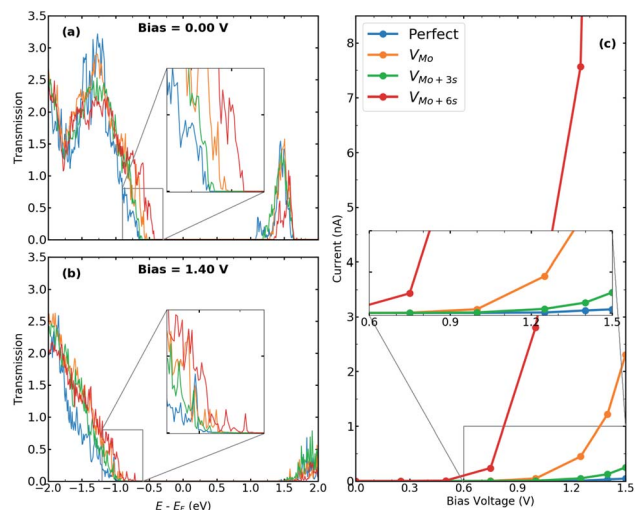 (a)
Bias = 0.00 V
3.5
3.0
2.5
2.0
1.5
1.0
0.5
0.0
Transmission
(b)
Bias = 1.40 V
3.5
3.0
2.5
2.0
1.5
1.0
0.5
0.0
Transmission
−2.0 −1.5 −1.0 −0.5 0.0 0.5 1.0 1.5 2.0
E - E_F (eV)
(c)
Perfect
V_Mo
V_Mo+3s
V_Mo+6s
8
7
6
5
4
3
2
1
0
Current (nA)
0.6 0.9 1.2 1.5
0.0 0.3 0.6 0.9 1.2 1.5
Bias Voltage (V)